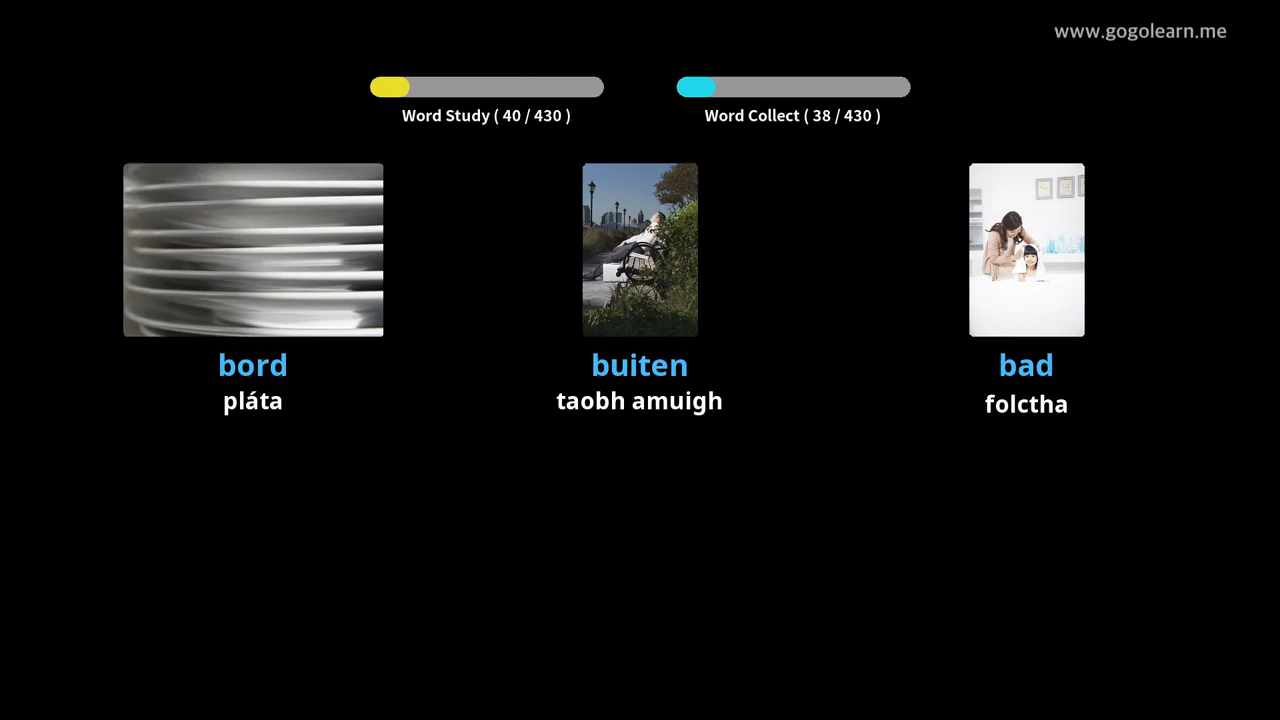 www.gogolearn.me
Word Study ( 40 / 430 )
Word Collect ( 38 / 430 )
bord
pláta
buiten
taobh amuigh
bad
folctha